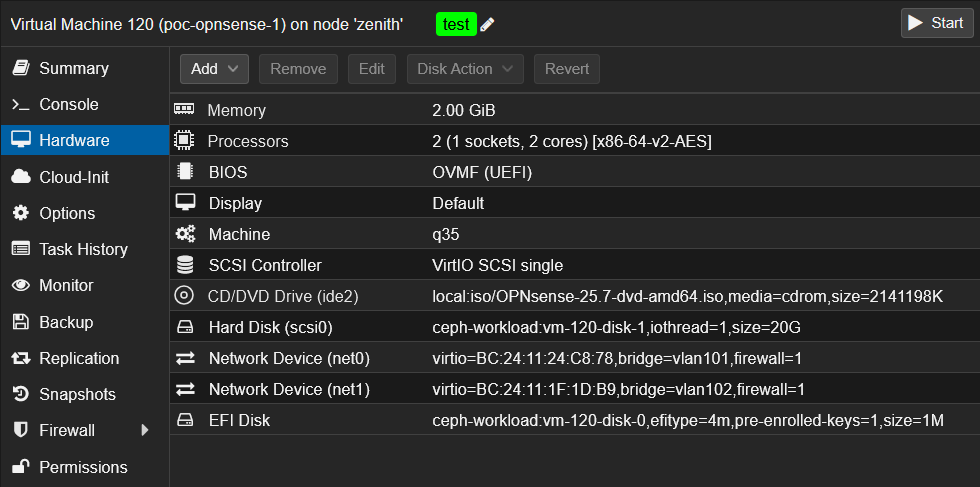 Virtual Machine 120 (poc-opnsense-1) on node 'zenith' test Start
Summary
Console
Hardware
Cloud-Init
Options
Task History
Monitor
Backup
Replication
Snapshots
Firewall
Permissions
Add Remove Edit Disk Action Revert
Memory 2.00 GiB
Processors 2 (1 sockets, 2 cores) [x86-64-v2-AES]
BIOS OVMF (UEFI)
Display Default
Machine q35
SCSI Controller VirtIO SCSI single
CD/DVD Drive (ide2) local:iso/OPNsense-25.7-dvd-amd64.iso,media=cdrom,size=2141198K
Hard Disk (scsi0) ceph-workload:vm-120-disk-1,iothread=1,size=20G
Network Device (net0) virtio=BC:24:11:24:C8:78,bridge=vlan101,firewall=1
Network Device (net1) virtio=BC:24:11:1F:1D:B9,bridge=vlan102,firewall=1
EFI Disk ceph-workload:vm-120-disk-0,efitype=4m,pre-enrolled-keys=1,size=1M